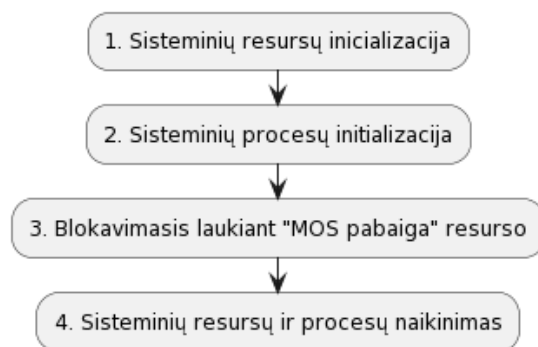 1. Sisteminių resursų inicializacija
2. Sisteminių procesų initializacija
3. Blokavimasis laukiant "MOS pabaiga" resurso
4. Sisteminių resursų ir procesų naikinimas